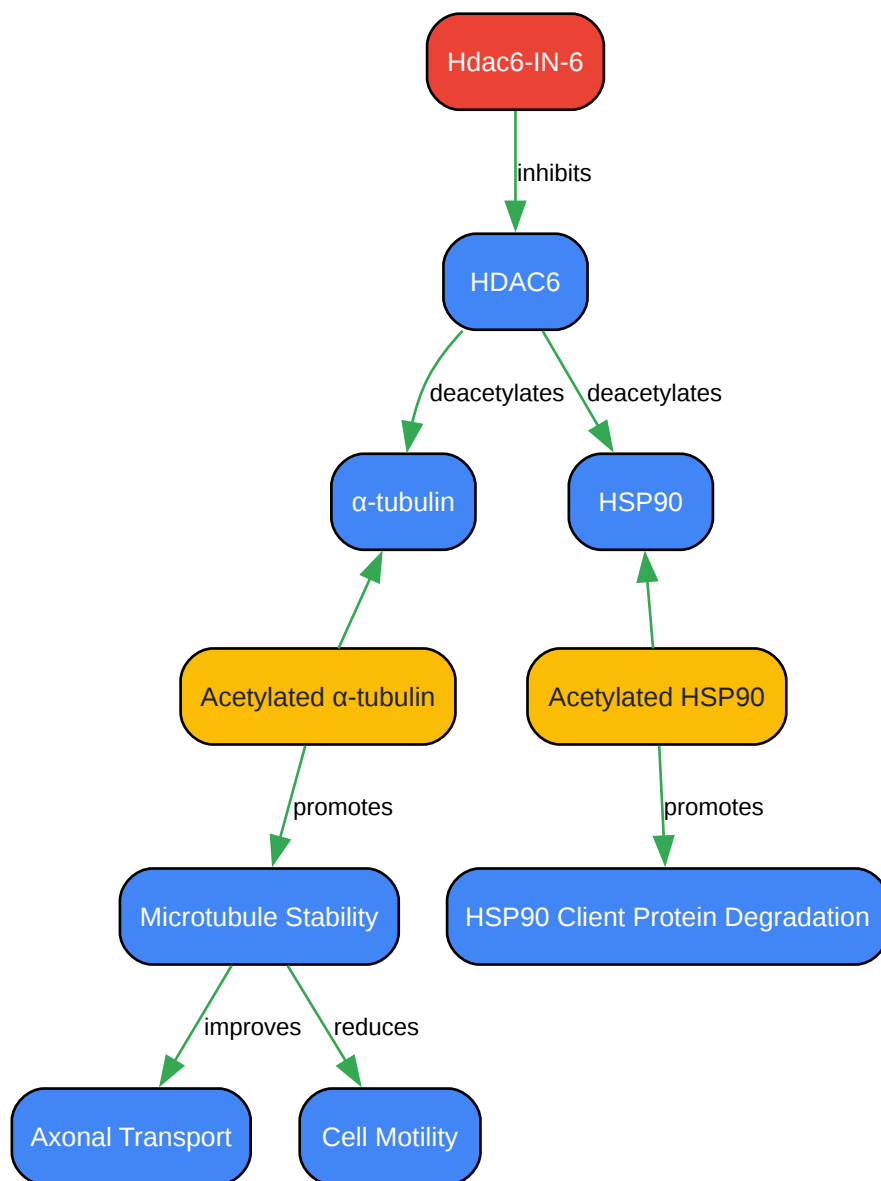 Hdac6-IN-6
inhibits
HDAC6
deacetylates
deacetylates
α-tubulin
HSP90
Acetylated α-tubulin
Acetylated HSP90
promotes
promotes
Microtubule Stability
HSP90 Client Protein Degradation
improves
reduces
Axonal Transport
Cell Motility